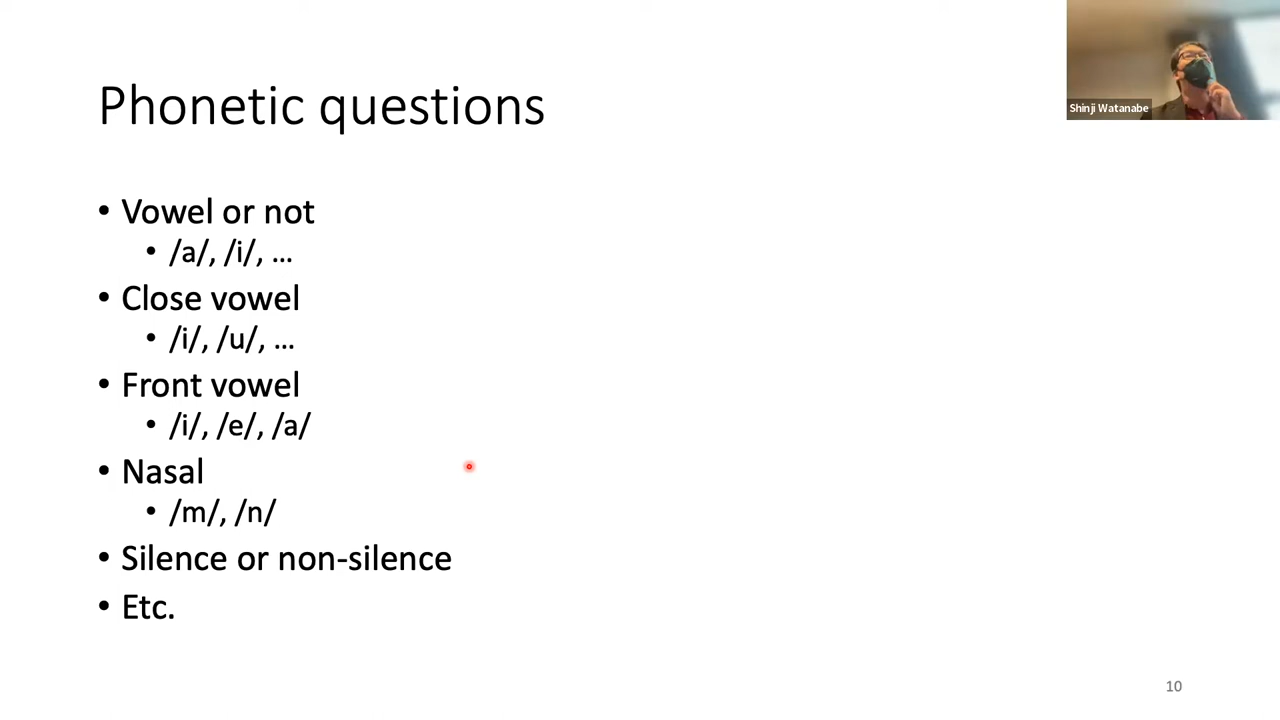 Phonetic questions
Shinji Watanabe
• Vowel or not
• /a/, /i/, ...
• Close vowel
• /i/, /u/, ...
• Front vowel
• /i/, /e/, /a/
• Nasal
• /m/, /n/
• Silence or non-silence
• Etc.
10